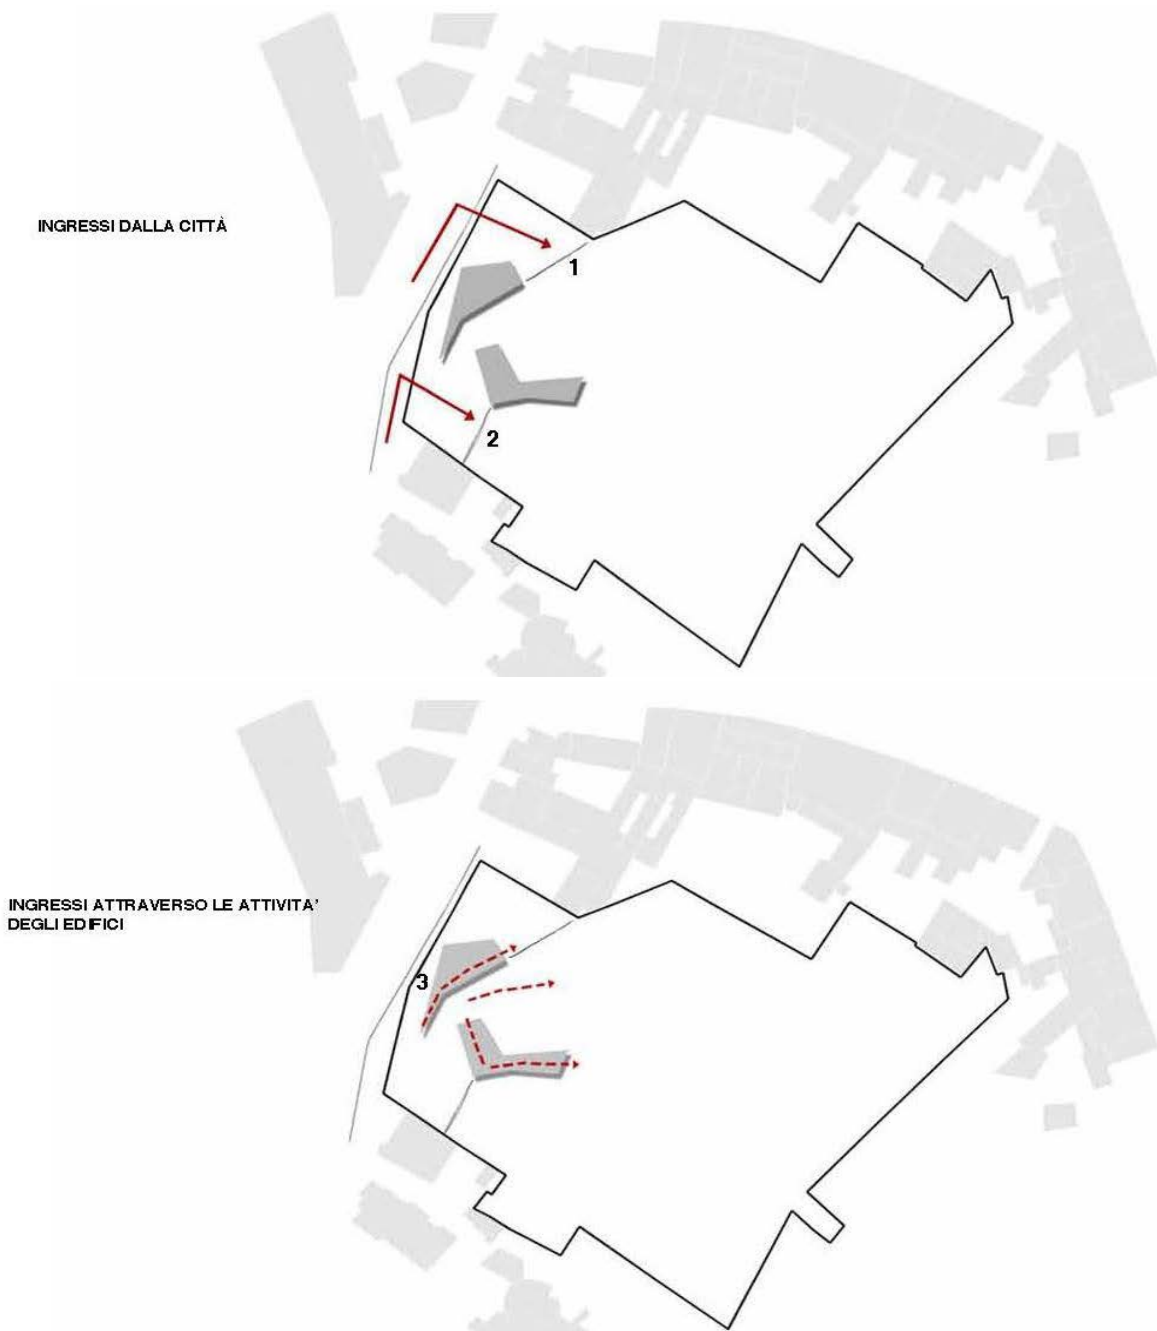 INGRESSI DALLA CITTÀ
1
2
INGRESSI ATTRAVERSO LE ATTIVITA'
DEGLI EDIFICI
3